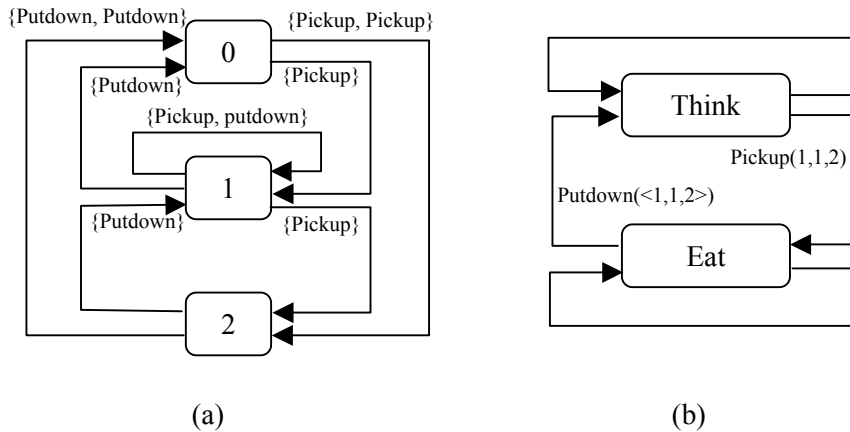 {Putdown, Putdown}
{Pickup, Pickup}
0
{Putdown}
{Pickup}
{Pickup, putdown}
1
{Putdown}
{Pickup}
2
(a)
Think
Pickup(1,1,2)
Putdown(<1,1,2>)
Eat
(b)